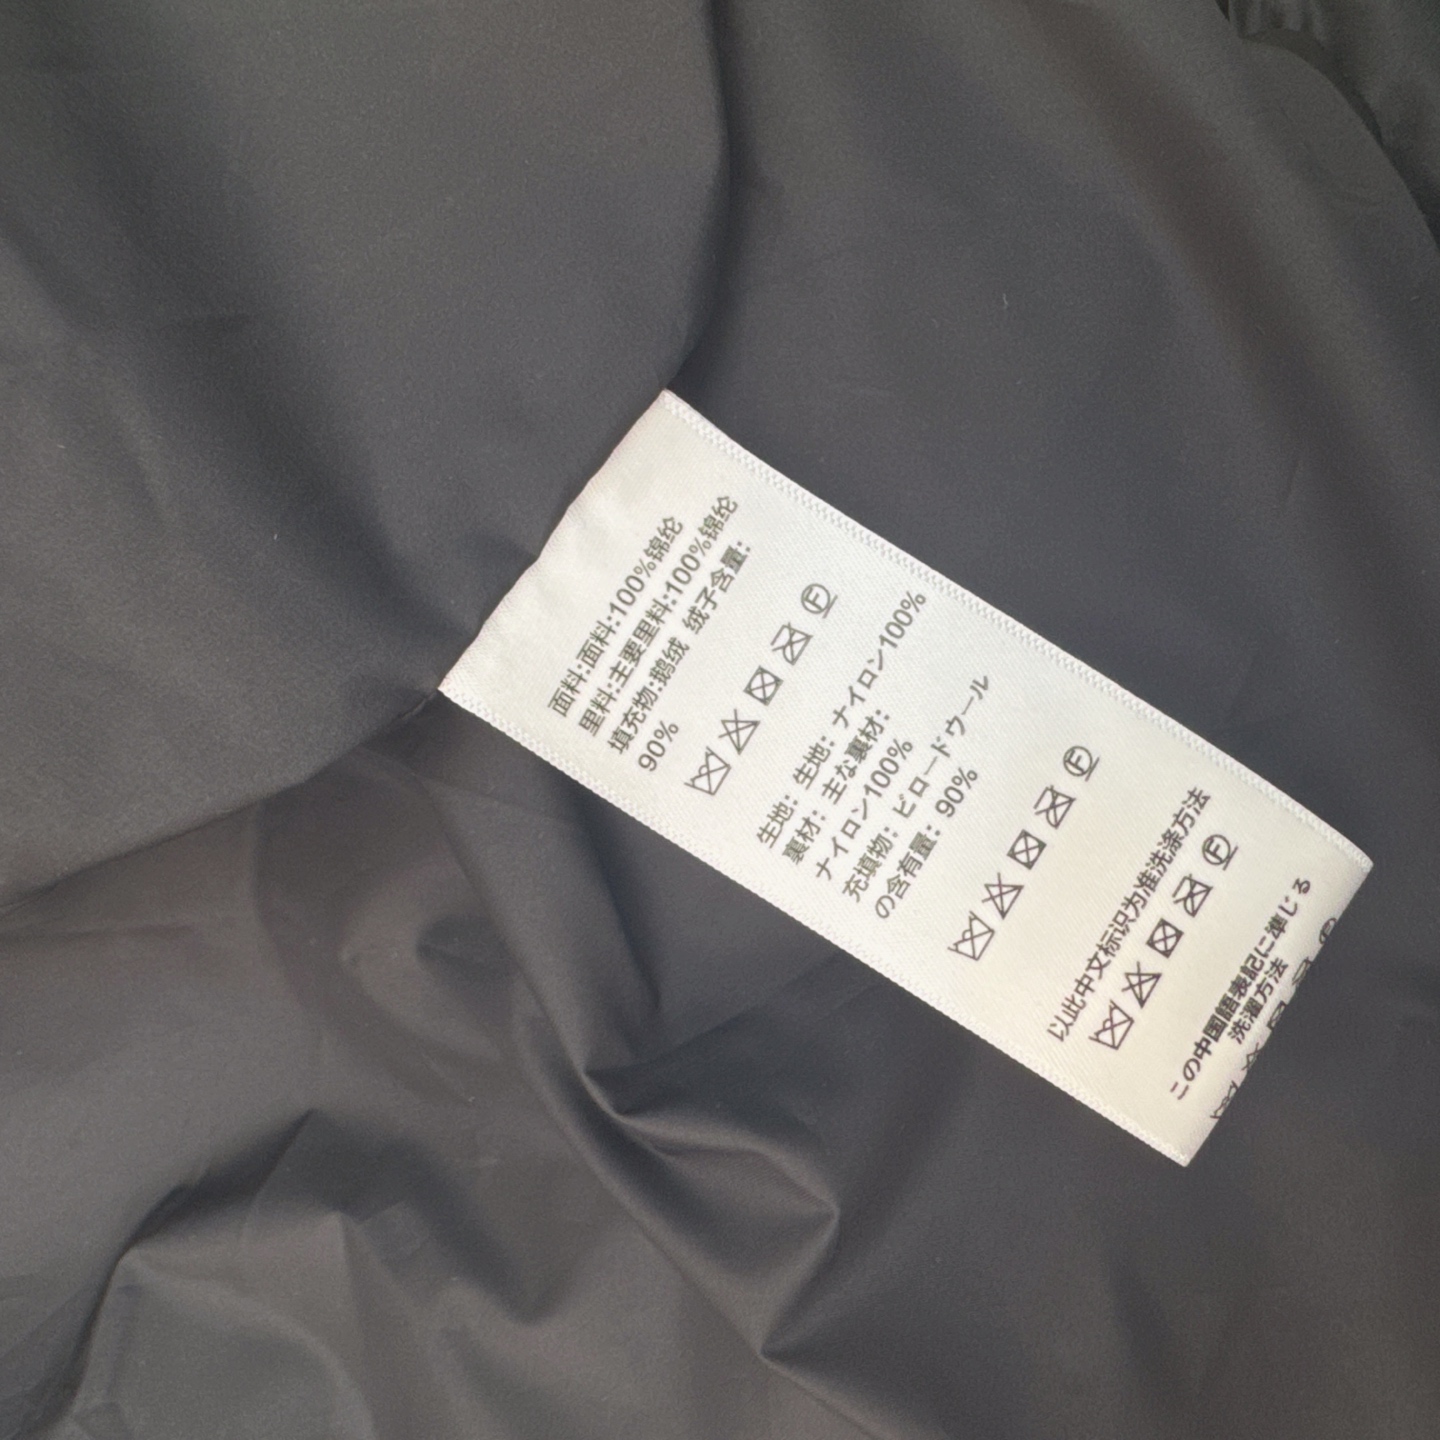 面料:面料:100%锦纶
里料:主要里料:100%锦纶
填充物:鹅绒 绒子含量:
90%
F
生地：生地：ナイロン100%
裏材：主な裏材：
ナイロン100%
充填物：ビロードウール
の含有量：90%
F
以此中文标识为准洗涤方法
F
この中国語表記に準じる
洗濯方法